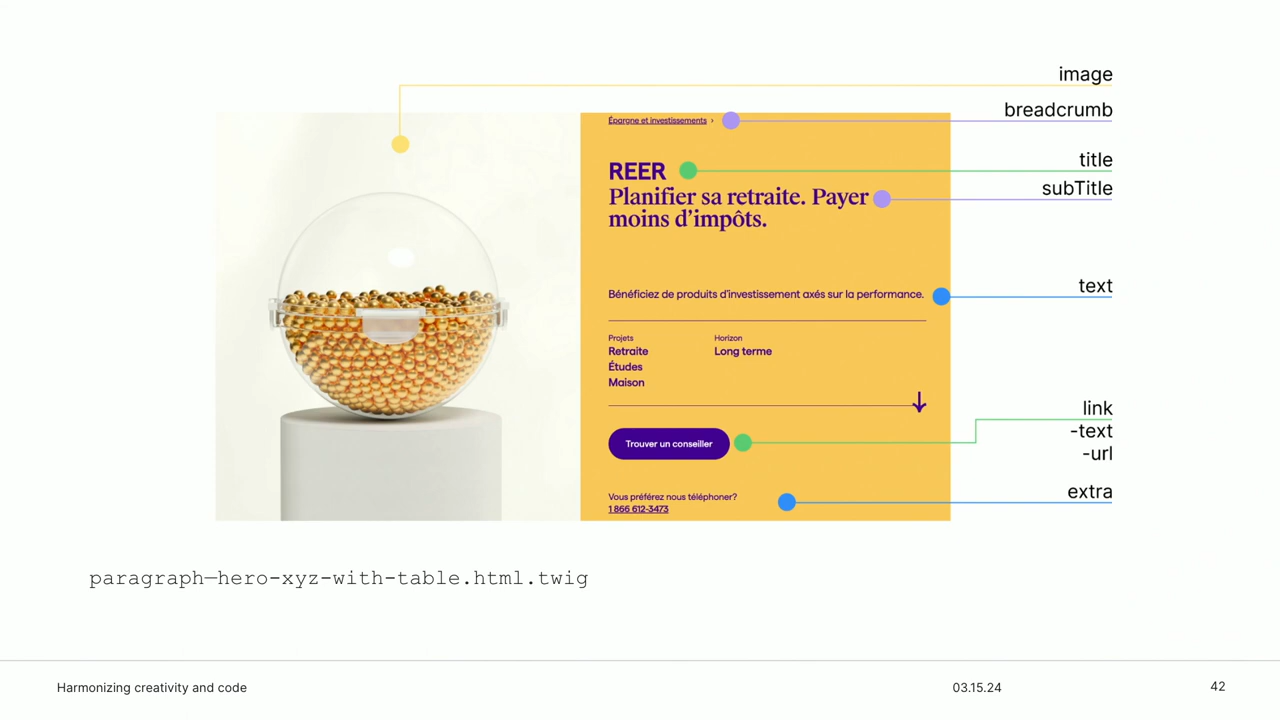 image
breadcrumb
Épargne et investissements ›
title
REER
subTitle
Planifier sa retraite. Payer
moins d'impôts.
text
Bénéficiez de produits d'investissement axés sur la performance.
Projets
Retraite
Études
Maison
Horizon
Long terme
link
-text
-url
Trouver un conseiller
extra
Vous préférez nous téléphoner?
1 866 612-3473
paragraph—hero-xyz-with-table.html.twig
Harmonizing creativity and code
03.15.24
42